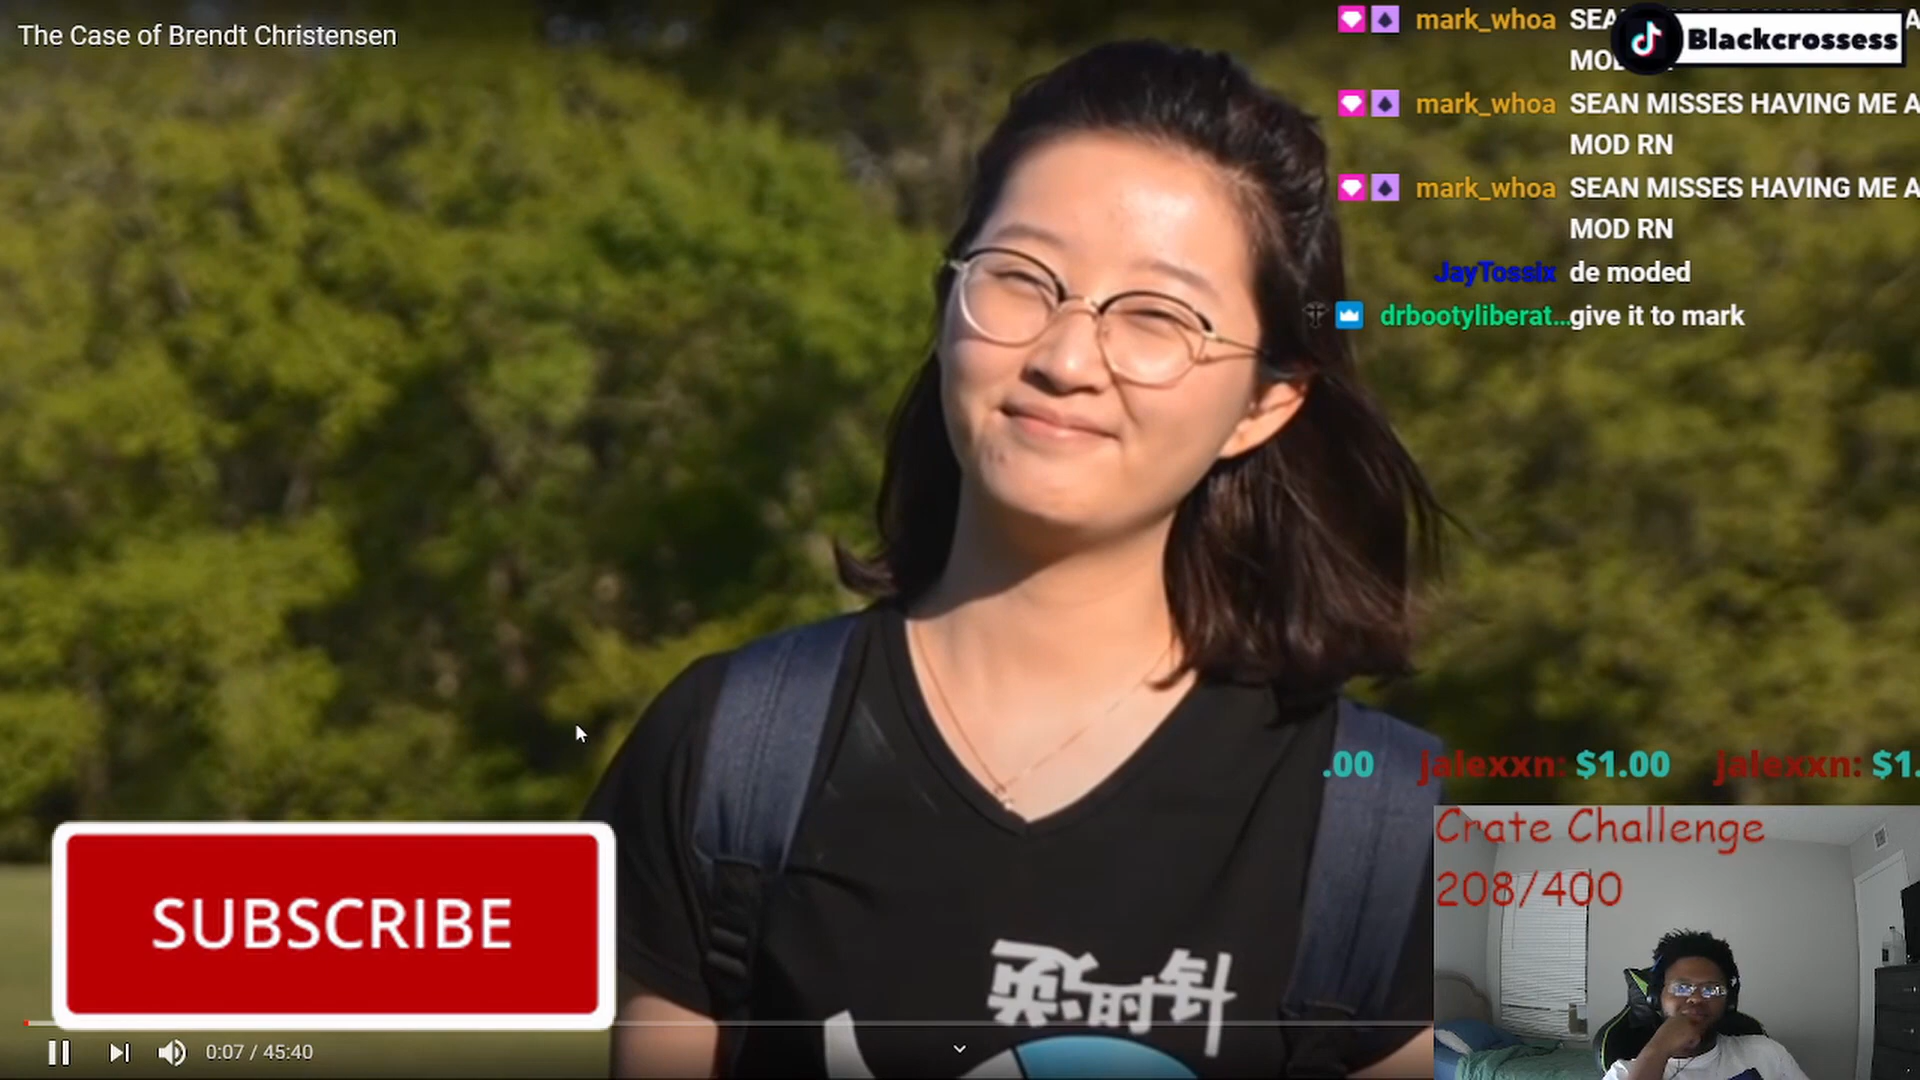 The Case of Brendt Christensen
mark_whoa SEA
MOD
Blackcrossess
mark_whoa SEAN MISSES HAVING ME A
MOD RN
mark_whoa SEAN MISSES HAVING ME A
MOD RN
JayTossix de moded
drbootyliberat...give it to mark
.00 jalexxn: $1.00 jalexxn: $1.
Crate Challenge
208/400
SUBSCRIBE
时针
0:07 / 45:40